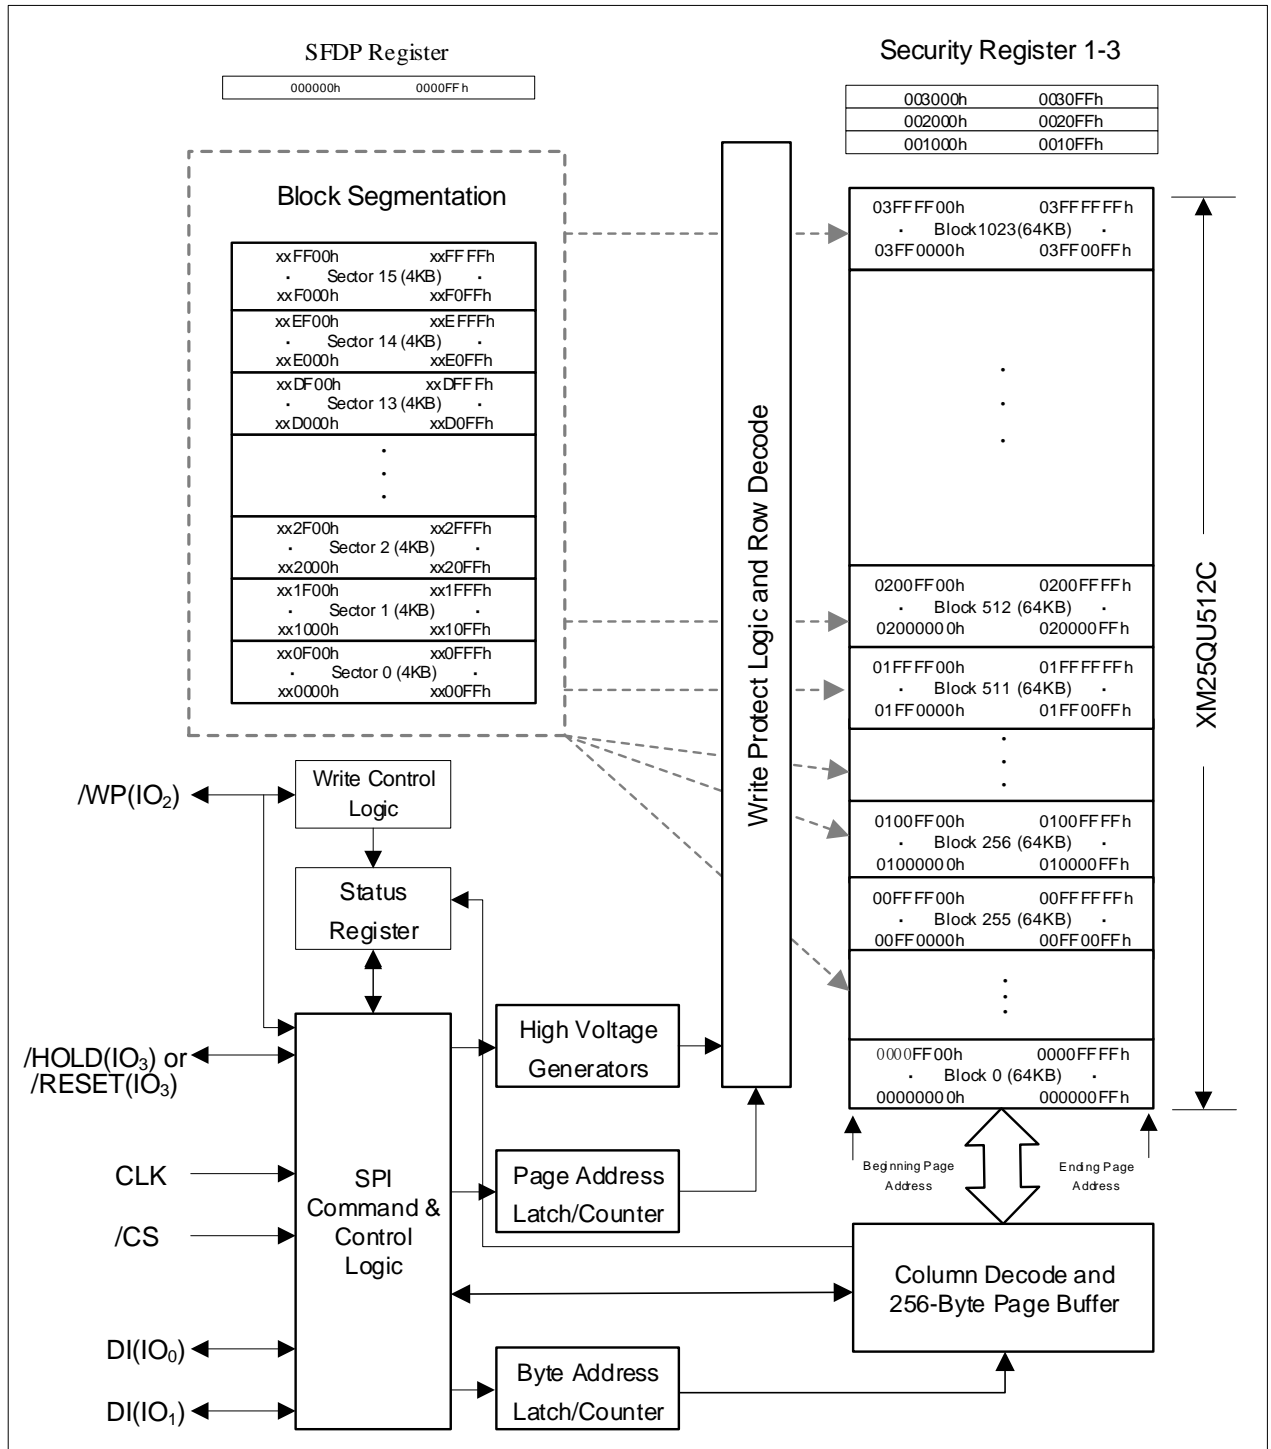 SFDP Register
000000h 0000FFh
Security Register 1-3
003000h 0030FFh
002000h 0020FFh
001000h 0010FFh
Block Segmentation
xxFF00h xxFFFFh
Sector 15 (4KB)
xxF000h xxF0FFh
xxEF00h xxEFFFh
Sector 14 (4KB)
xxE000h xxE0FFh
xxDF00h xxDFFFh
Sector 13 (4KB)
xxD000h xxD0FFh
xx2F00h xx2FFFh
Sector 2 (4KB)
xx2000h xx20FFh
xx1F00h xx1FFFh
Sector 1 (4KB)
xx1000h xx10FFh
xx0F00h xx0FFFh
Sector 0 (4KB)
xx0000h xx00FFh
Write Protect Logic and Row Decode
03FFFF00h 03FFFFFFh
Block1023(64KB)
03FF0000h 03FF00FFh
0200FF00h 0200FFFFh
Block 512 (64KB)
02000000h 020000FFh
01FFFF00h 01FFFFFFh
Block 511 (64KB)
01FF0000h 01FF00FFh
0100FF00h 0100FFFFh
Block 256 (64KB)
01000000h 010000FFh
00FFFF00h 00FFFFFFh
Block 255 (64KB)
00FF0000h 00FF00FFh
0000FF00h 0000FFFFh
Block 0 (64KB)
00000000h 000000FFh
XM25QU512C
Beginning Page
Address
Ending Page
Address
/WP(IO₂)
Write Control
Logic
Status
Register
/HOLD(IO₃) or
/RESET(IO₃)
CLK
/CS
DI(IO₀)
DI(IO₁)
SPI
Command &
Control
Logic
High Voltage
Generators
Page Address
Latch/Counter
Column Decode and
256-Byte Page Buffer
Byte Address
Latch/Counter